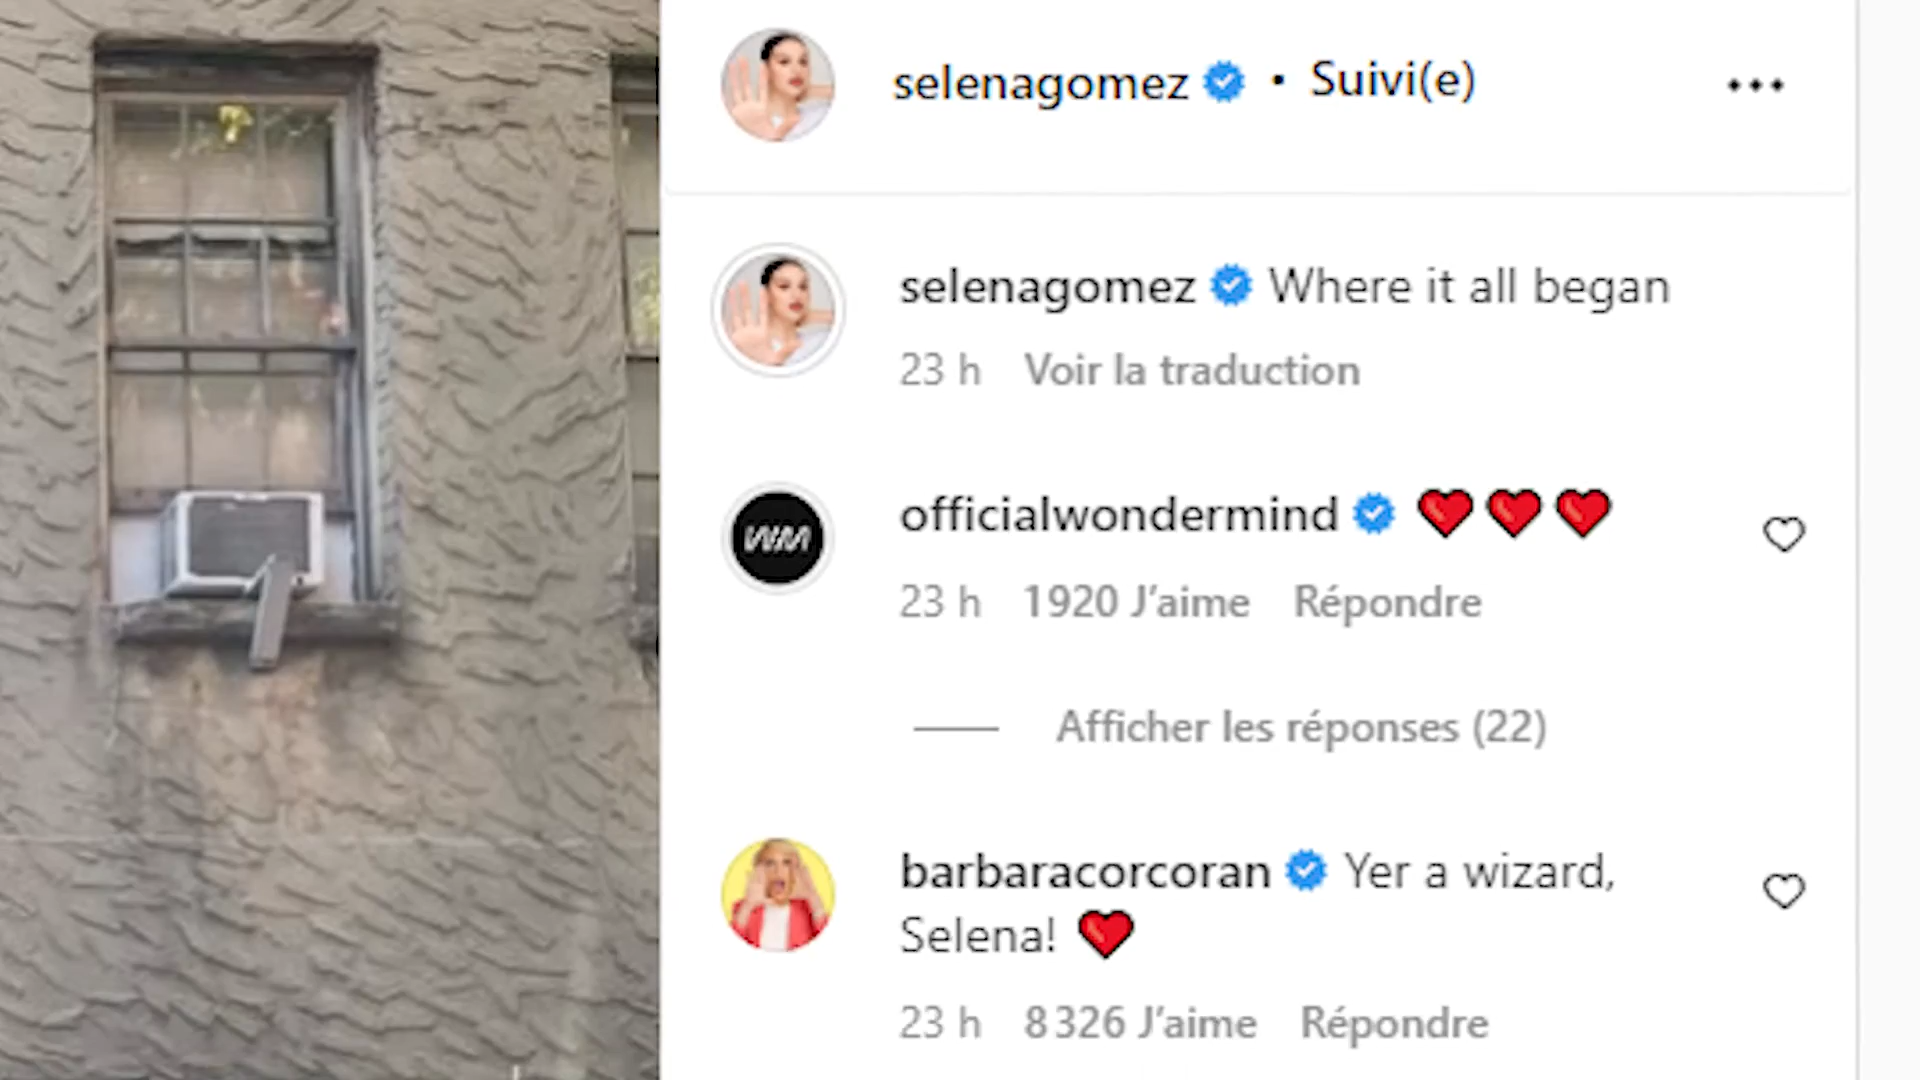 selenagomez • Suivi(e)
selenagomez Where it all began
23 h Voir la traduction
WM
officialwondermind ❤️❤️❤️
23 h 1920 J’aime Répondre
Afficher les réponses (22)
barbaracorcoran Yer a wizard,
Selena! ❤️
23 h 8 326 J’aime Répondre